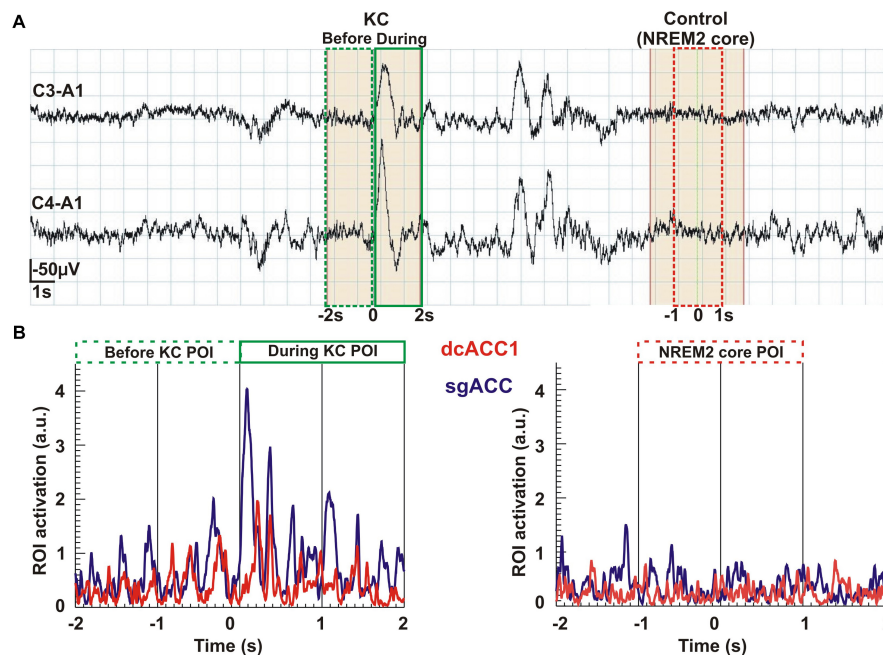 A
KC
Before During
Control
(NREM2 core)
C3-A1
C4-A1
-50µV
1s
-2s 0 2s
-1 0 1s
B
Before KC POI
During KC POI
dcACC1
sgACC
NREM2 core POI
ROI activation (a.u.)
4
3
2
1
0
-2 -1 0 1 2
Time (s)
ROI activation (a.u.)
4
3
2
1
0
-2 -1 0 1
Time (s)